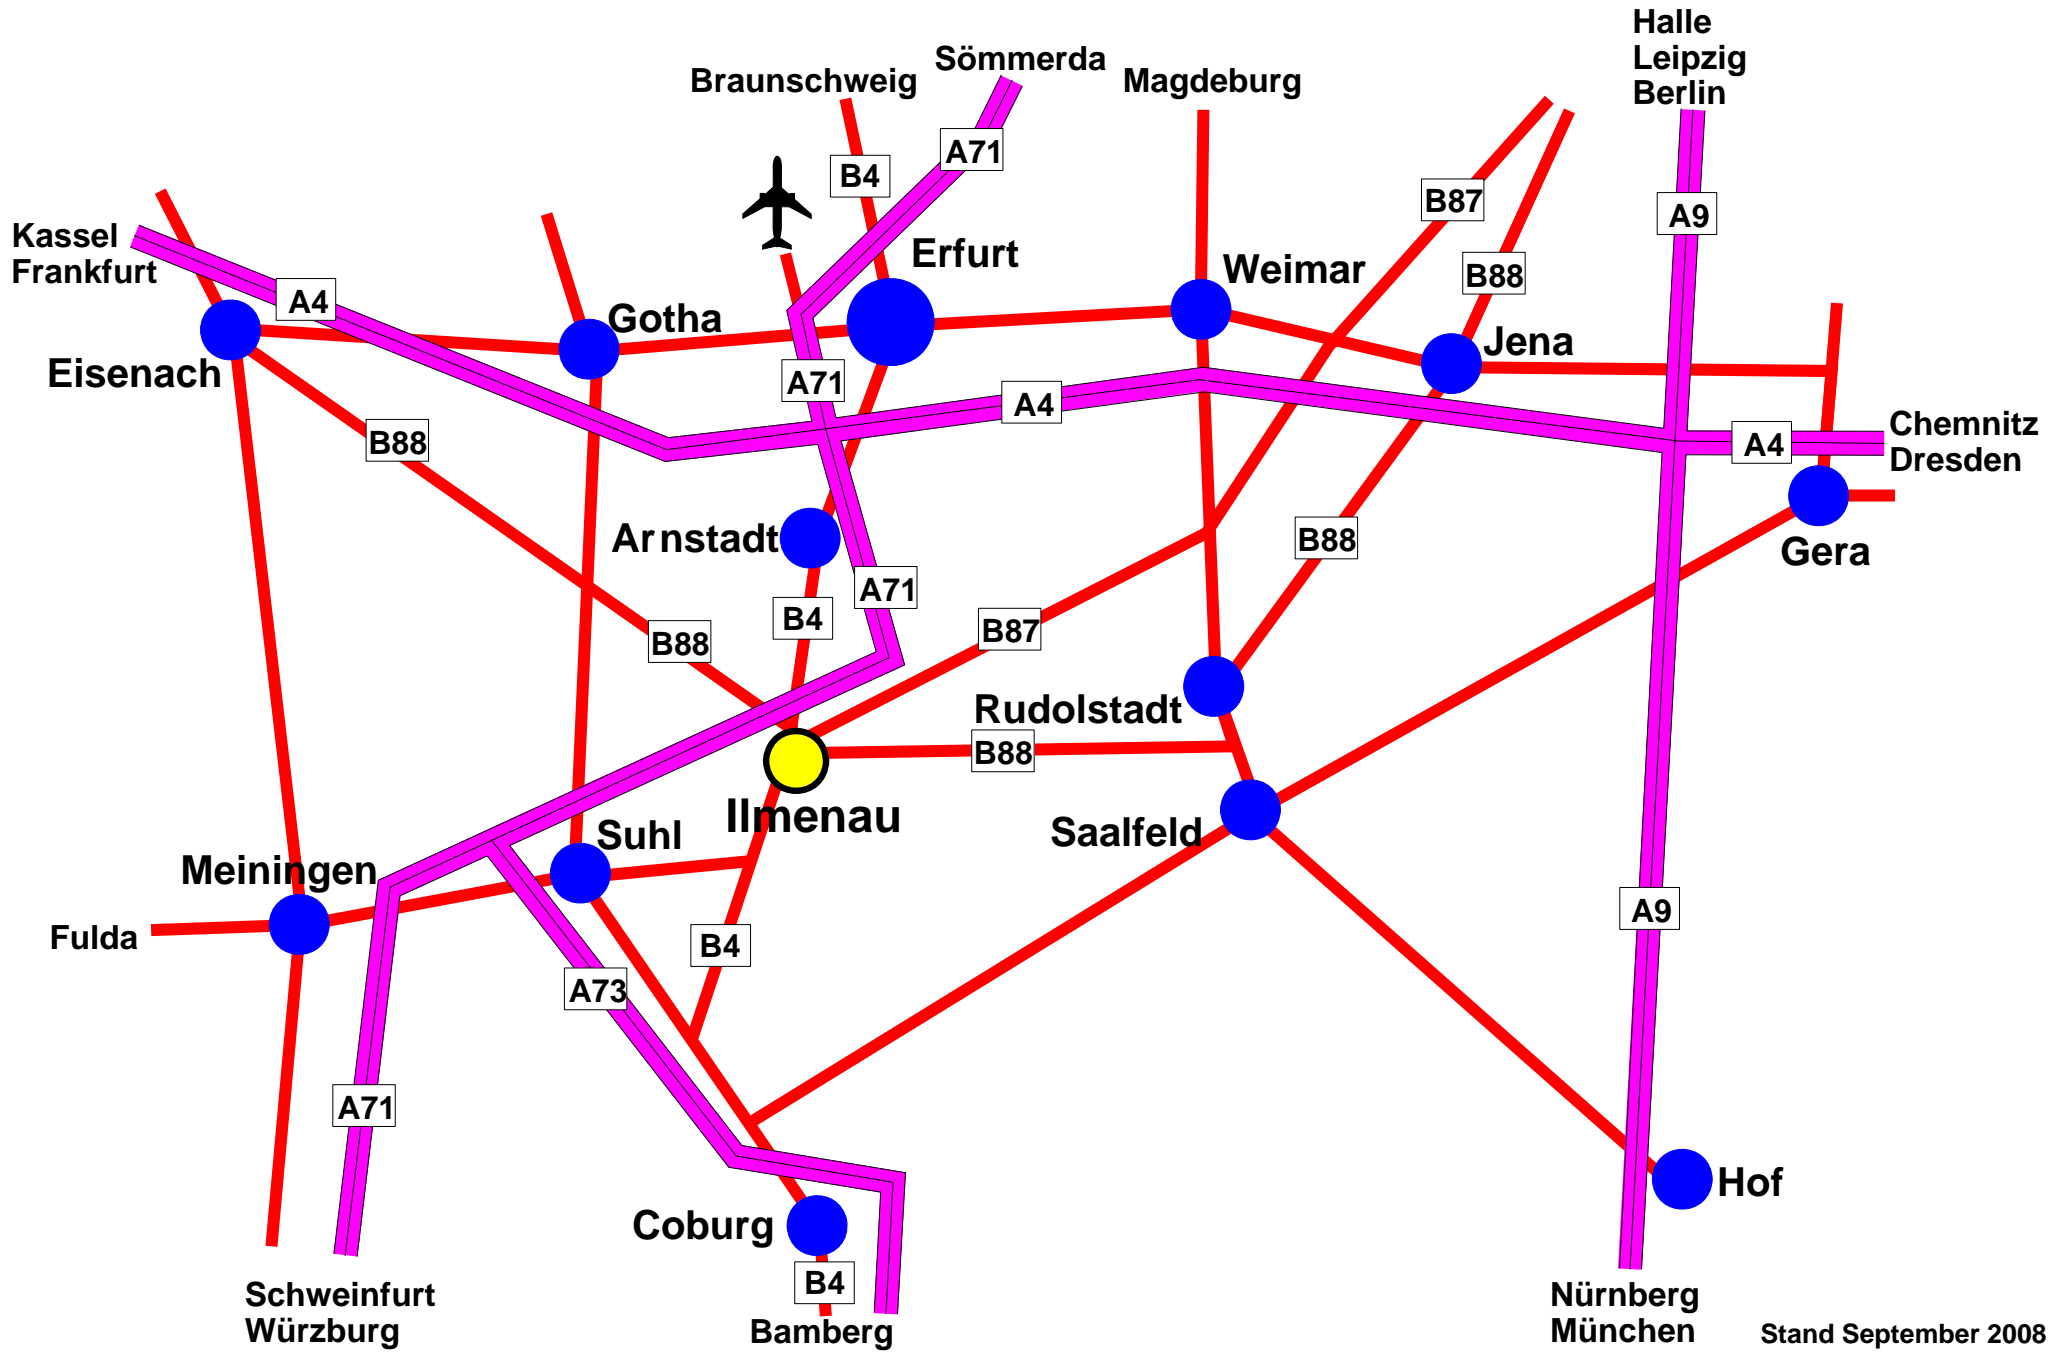 Halle
Leipzig
Berlin
Sömmerda
Braunschweig
Magdeburg
A71
B4
B87
A9
Kassel
Frankfurt
Erfurt
Weimar
B88
A4
Gotha
Jena
Eisenach
A71
A4
Chemnitz
Dresden
B88
A4
Arnstadt
B88
Gera
A71
B4
B87
B88
Rudolstadt
B88
Ilmenau
Suhl
Saalfeld
Meiningen
A9
Fulda
B4
A73
A71
Hof
Coburg
B4
Schweinfurt
Würzburg
Bamberg
Nürnberg
München
Stand September 2008